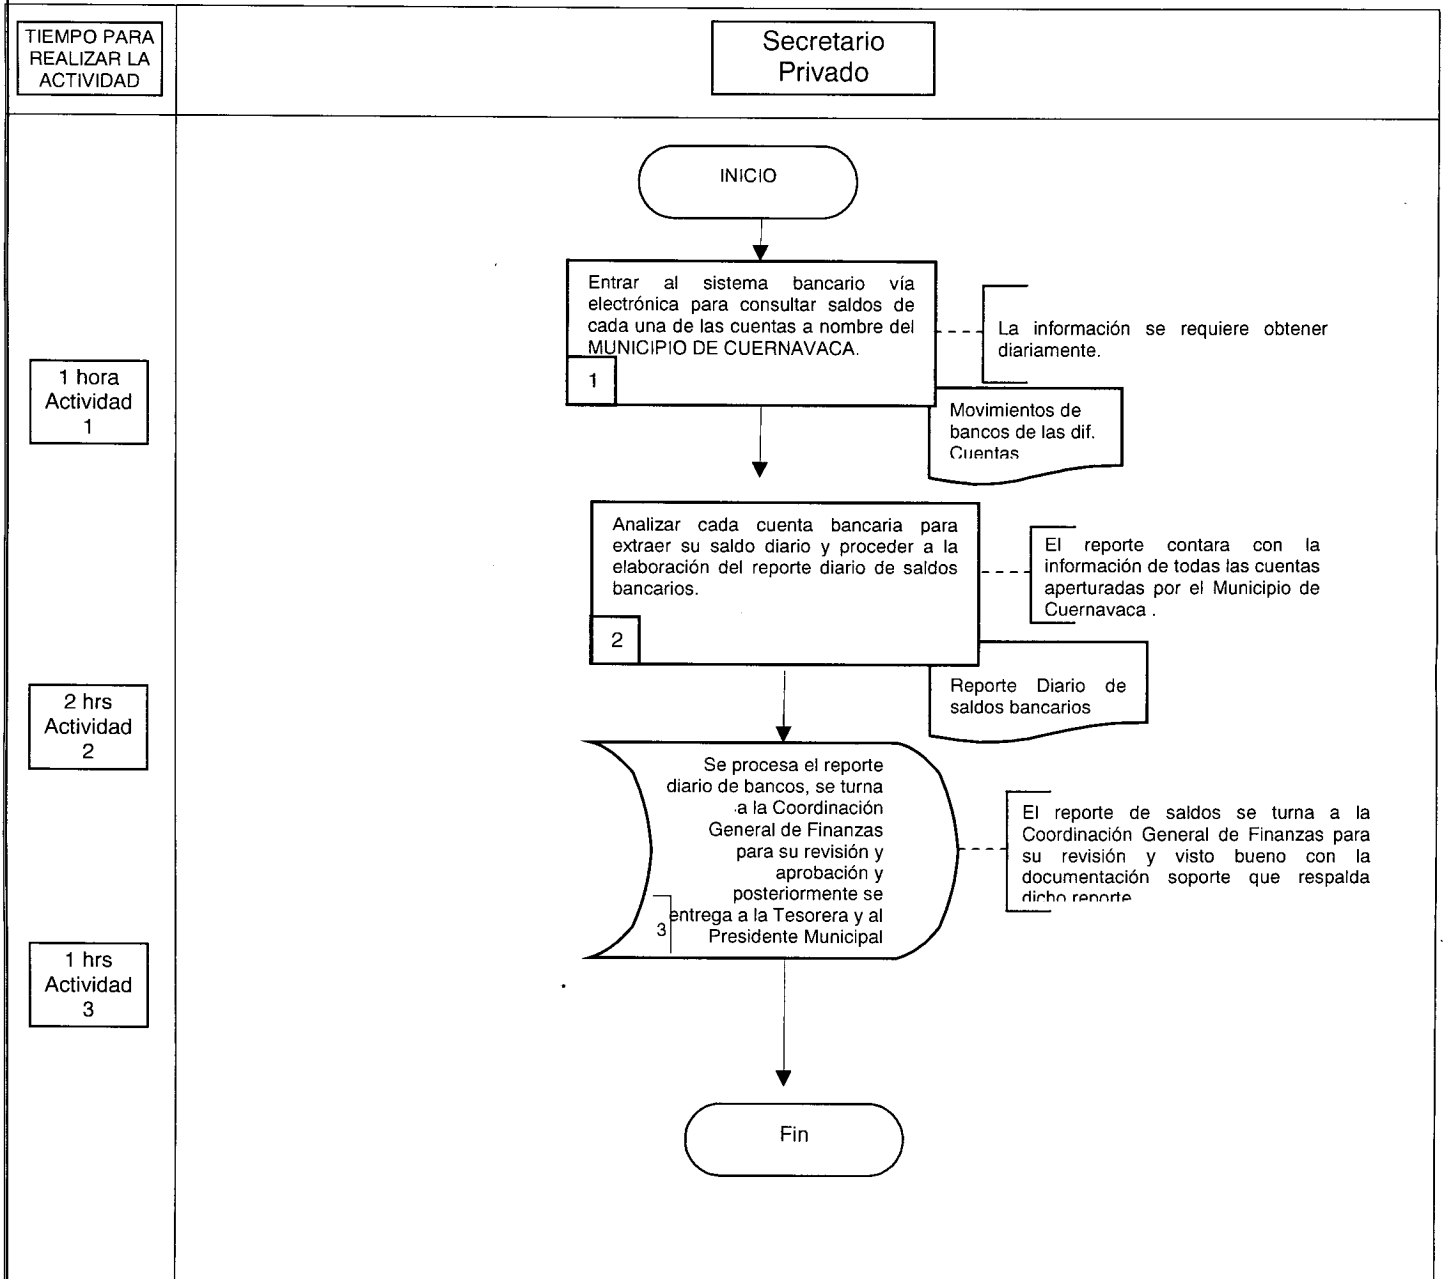 TIEMPO PARA
REALIZAR LA
ACTIVIDAD
Secretario
Privado
INICIO
Entrar al sistema bancario vía
electrónica para consultar saldos de
cada una de las cuentas a nombre del
MUNICIPIO DE CUERNAVACA.
1
La información se requiere obtener
diariamente.
1 hora
Actividad
1
Movimientos de
bancos de las dif.
Cuentas
Analizar cada cuenta bancaria para
extraer su saldo diario y proceder a la
elaboración del reporte diario de saldos
bancarios.
2
El reporte contara con la
información de todas las cuentas
aperturadas por el Municipio de
Cuernavaca .
Reporte Diario de
saldos bancarios
2 hrs
Actividad
2
Se procesa el reporte
diario de bancos, se turna
a la Coordinación
General de Finanzas
para su revisión y
aprobación y
posteriormente se
entrega a la Tesorera y al
Presidente Municipal
3
El reporte de saldos se turna a la
Coordinación General de Finanzas para
su revisión y visto bueno con la
documentación soporte que respalda
dicho reporte
1 hrs
Actividad
3
Fin